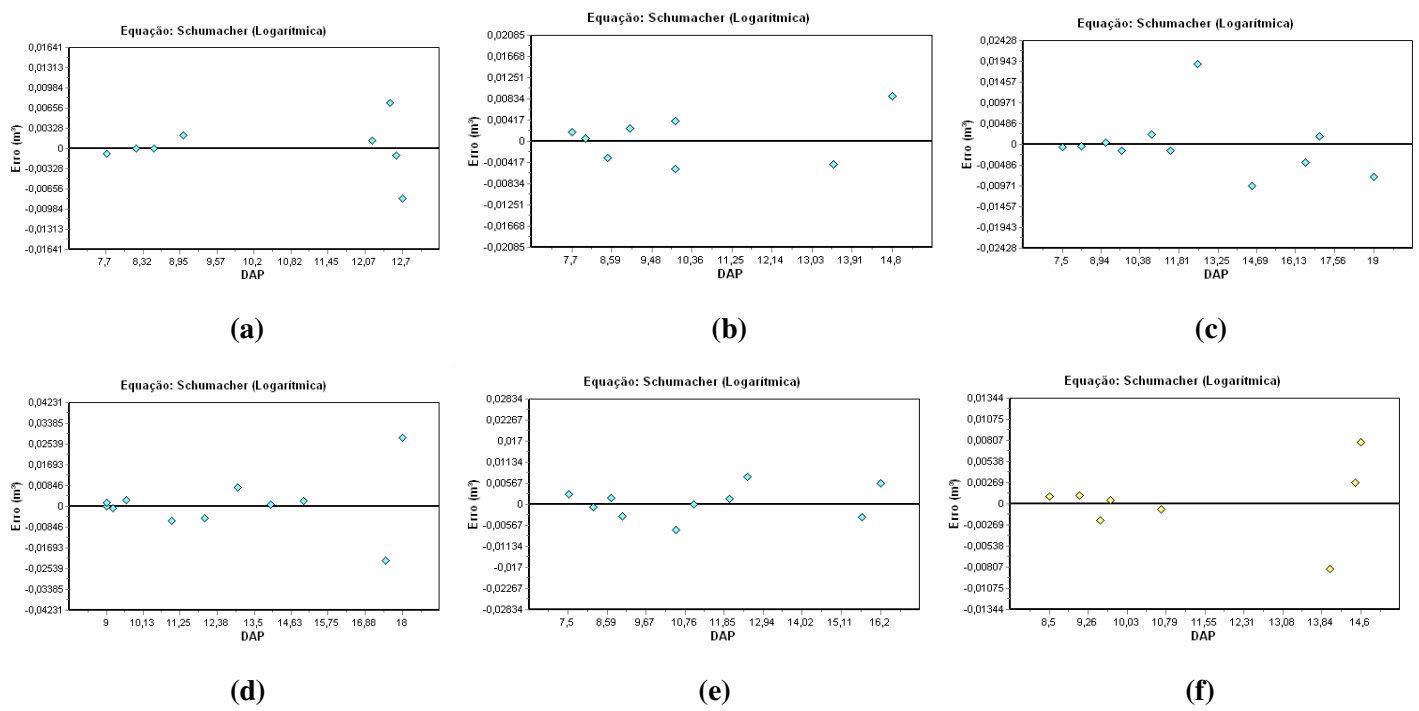 Equação: Schumacher (Logarítmica)
Erro (m³)
0,01641
0,01313
0,00984
0,00656
0,00328
0
-0,00328
-0,00656
-0,00984
-0,01313
-0,01641
7,7 8,32 8,95 9,57 10,2 10,82 11,45 12,07 12,7
DAP
(a)
Equação: Schumacher (Logarítmica)
Erro (m³)
0,02085
0,01668
0,01251
0,00834
0,00417
0
-0,00417
-0,00834
-0,01251
-0,01668
-0,02085
7,7 8,59 9,48 10,36 11,25 12,14 13,03 13,91 14,8
DAP
(b)
Equação: Schumacher (Logarítmica)
Erro (m³)
0,02428
0,01943
0,01457
0,00971
0,00486
0
-0,00486
-0,00971
-0,01457
-0,01943
-0,02428
7,5 8,94 10,38 11,81 13,25 14,69 16,13 17,56 19
DAP
(c)
Equação: Schumacher (Logarítmica)
Erro (m³)
0,04231
0,03385
0,02539
0,01693
0,00846
0
-0,00846
-0,01693
-0,02539
-0,03385
-0,04231
9 10,13 11,25 12,38 13,5 14,63 15,75 16,88 18
DAP
(d)
Equação: Schumacher (Logarítmica)
Erro (m³)
0,02834
0,02267
0,017
0,01134
0,00567
0
-0,00567
-0,01134
-0,017
-0,02267
-0,02834
7,5 8,59 9,67 10,76 11,85 12,94 14,02 15,11 16,2
DAP
(e)
Equação: Schumacher (Logarítmica)
Erro (m³)
0,01344
0,01075
0,00807
0,00538
0,00269
0
-0,00269
-0,00538
-0,00807
-0,01075
-0,01344
8,5 9,26 10,03 10,79 11,55 12,31 13,08 13,84 14,6
DAP
(f)